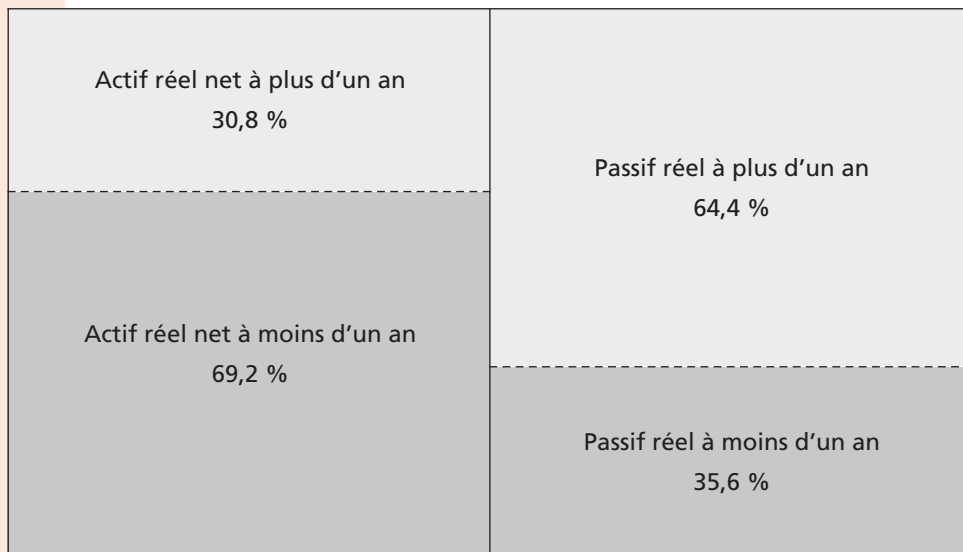 Actif réel net à plus d’un an
30,8 %
Actif réel net à moins d’un an
69,2 %
Passif réel à plus d’un an
64,4 %
Passif réel à moins d’un an
35,6 %